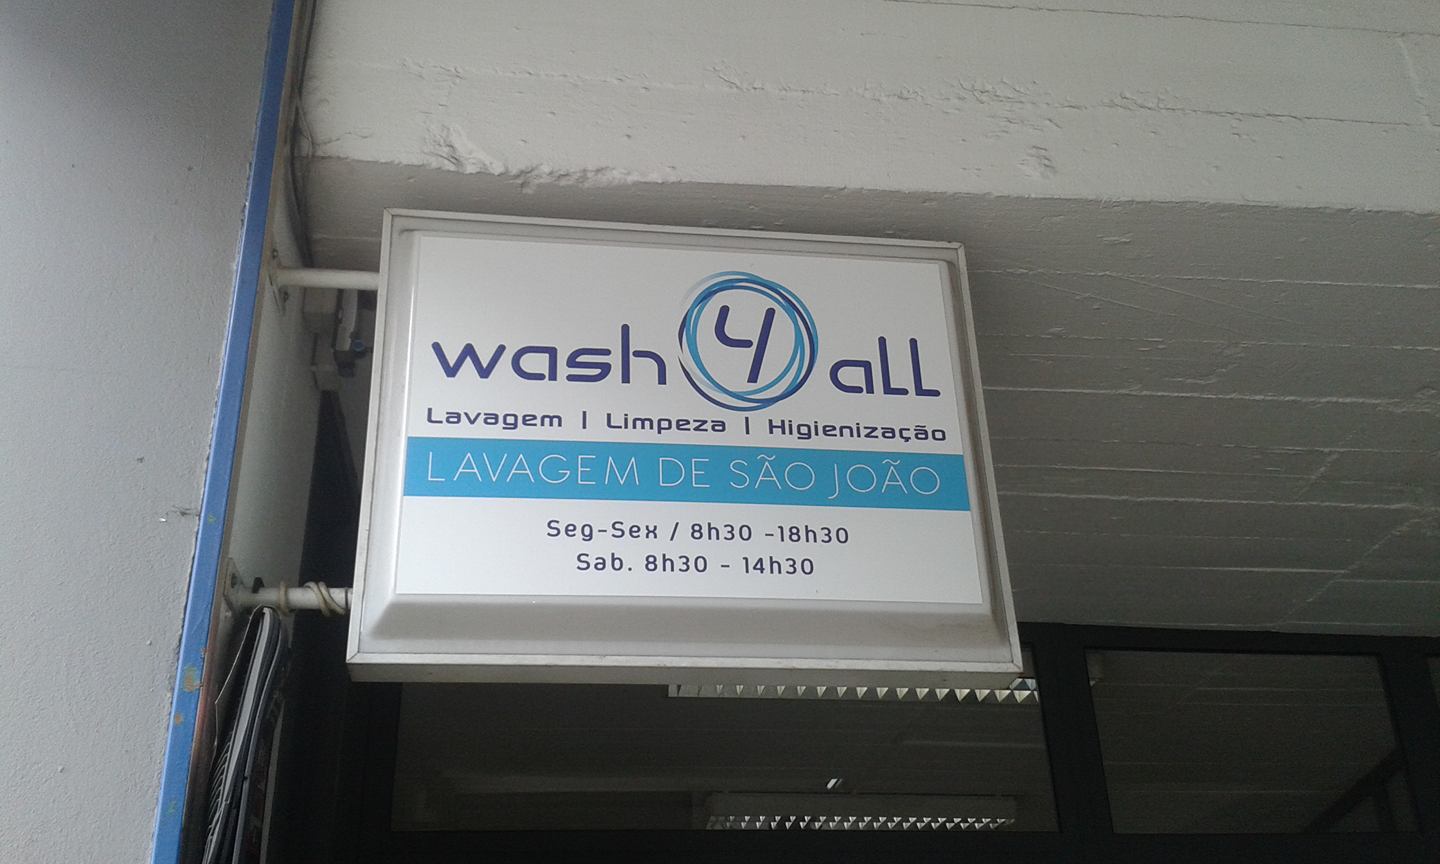 wash 4 all
Lavagem | Limpeza | Higienização
LAVAGEM DE SÃO JOÃO
Seg-Sex / 8h30 -18h30
Sab. 8h30 - 14h30